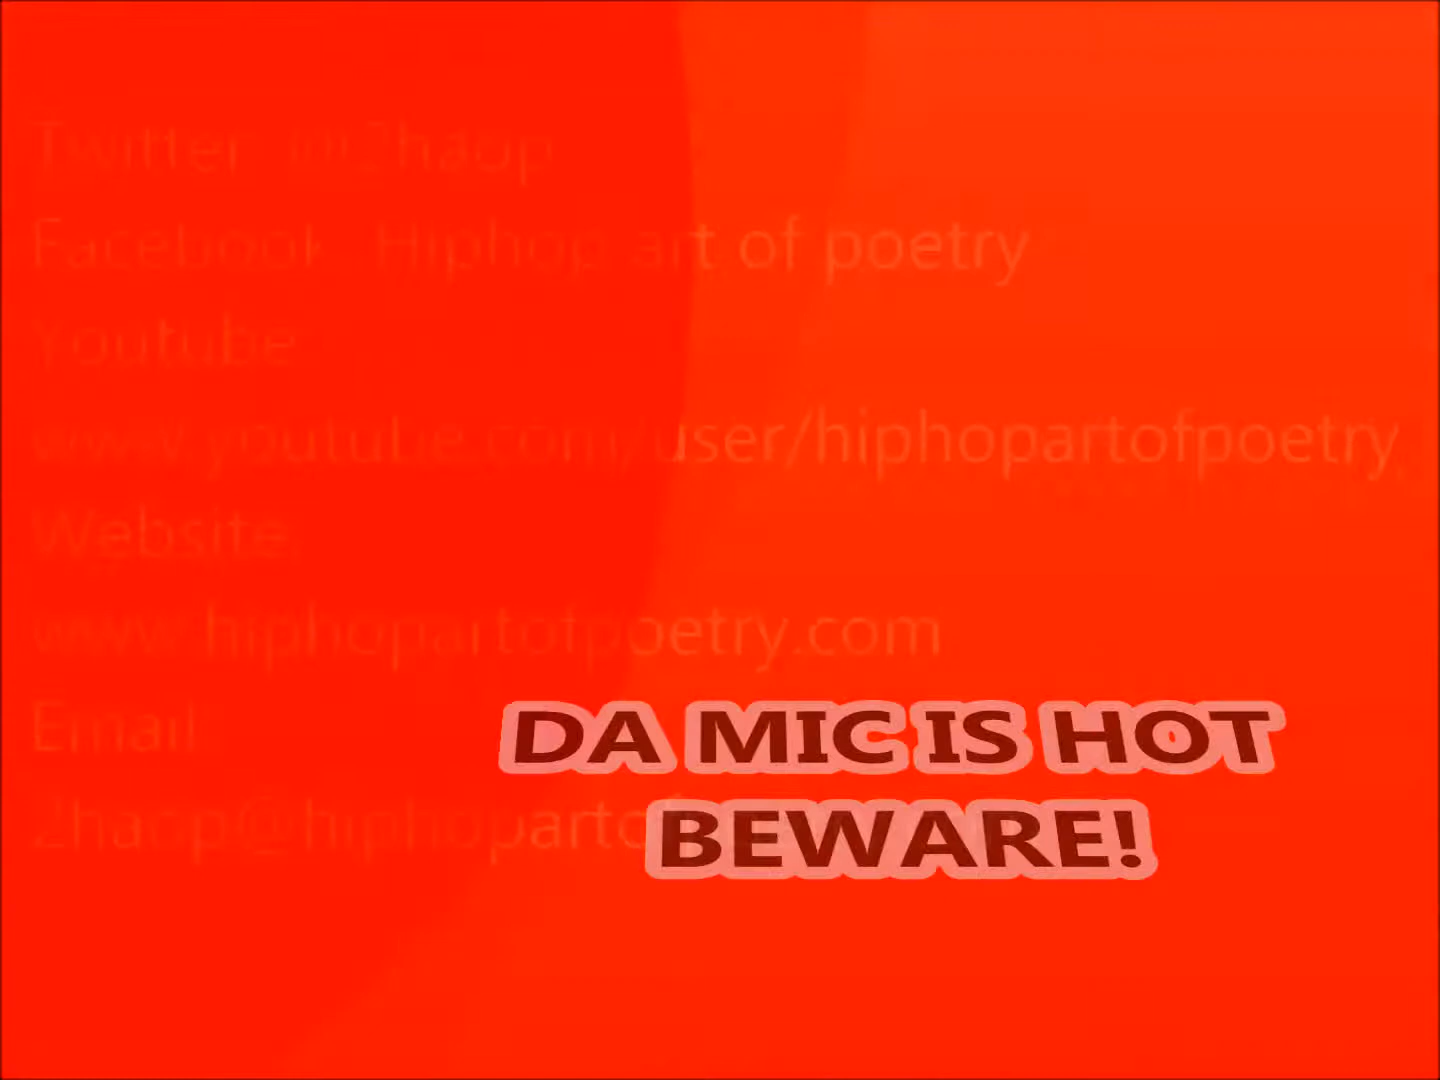 Twitter @2haop
Facebook Hiphop art of poetry
Youtube
www.youtube.com/user/hiphopartofpoetry
Website
www.hiphopartofpoetry.com
Email
DA MIC IS HOT
BEWARE!